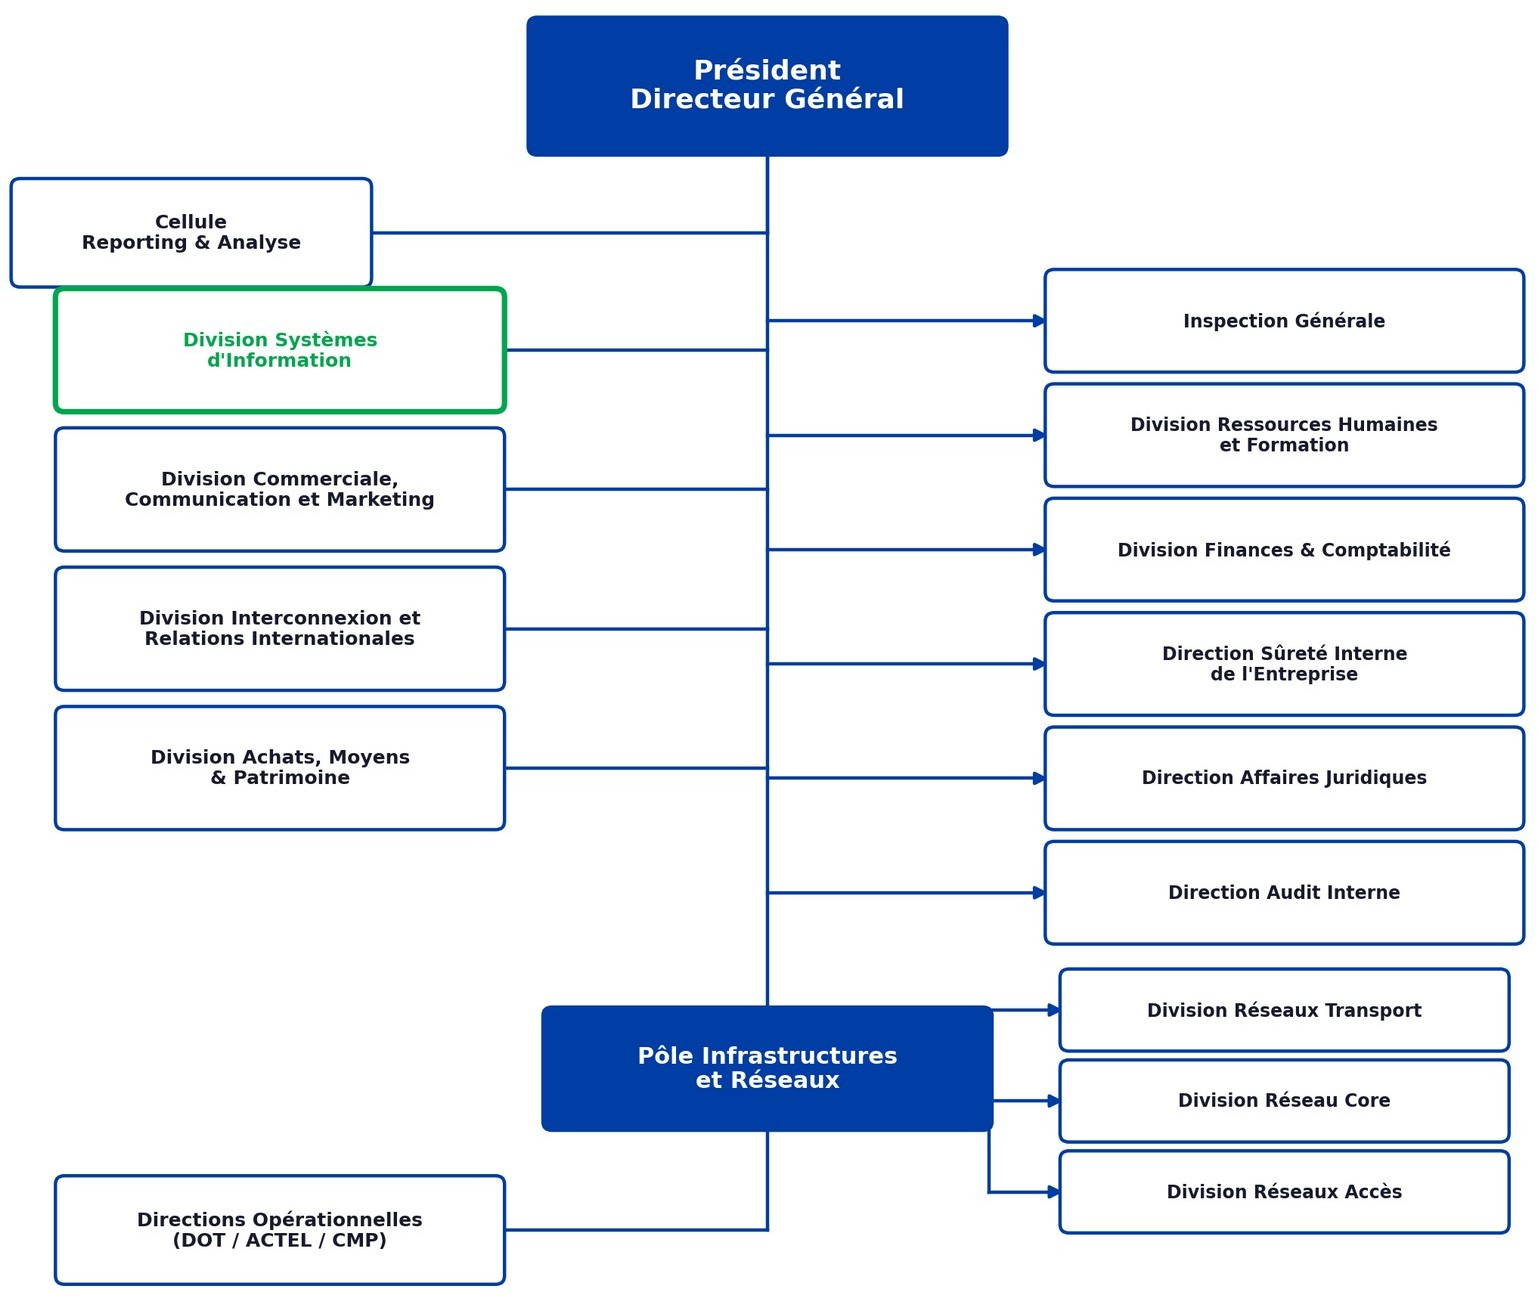 Président
Directeur Général
Cellule
Reporting & Analyse
Division Systèmes
d'Information
Division Commerciale,
Communication et Marketing
Division Interconnexion et
Relations Internationales
Division Achats, Moyens
& Patrimoine
Inspection Générale
Division Ressources Humaines
et Formation
Division Finances & Comptabilité
Direction Sûreté Interne
de l'Entreprise
Direction Affaires Juridiques
Direction Audit Interne
Pôle Infrastructures
et Réseaux
Division Réseaux Transport
Division Réseau Core
Division Réseaux Accès
Directions Opérationnelles
(DOT / ACTEL / CMP)